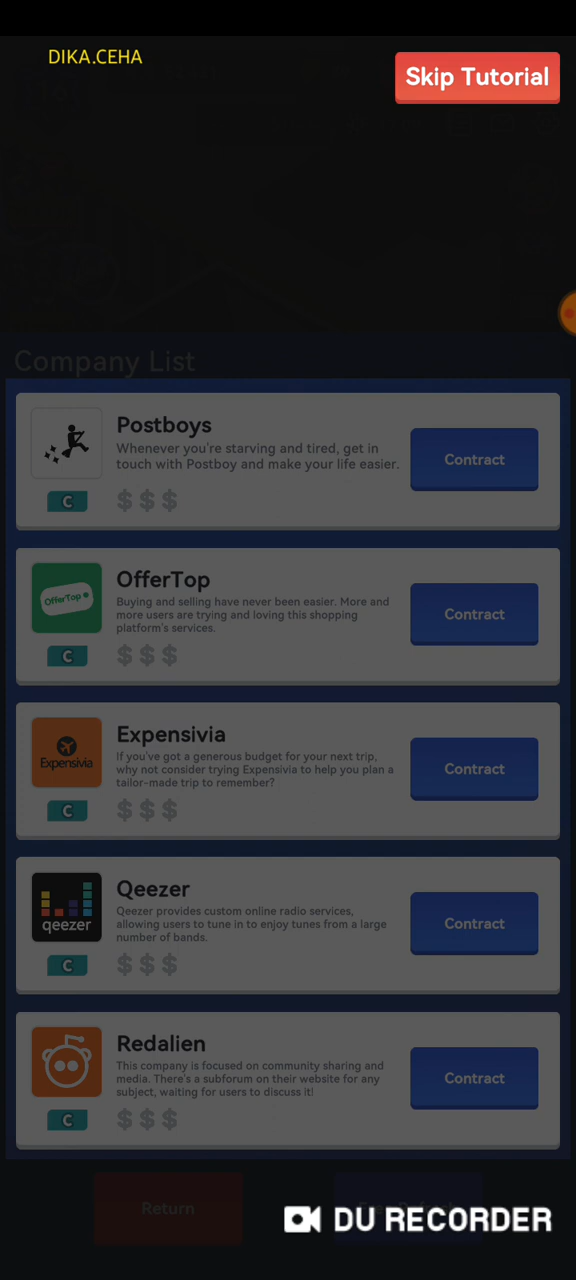 DIKA.CEHA
Skip Tutorial
Company List
Postboys
Whenever you're starving and tired, get in
touch with Postboy and make your life easier.
Contract
C
$ $ $
OfferTop
OfferTop
Buying and selling have never been easier. More and
more users are trying and loving this shopping
platform's services.
Contract
C
$ $ $
Expensivia
Expensivia
If you've got a generous budget for your next trip,
why not consider trying Expensivia to help you plan a
tailor-made trip to remember?
Contract
C
$ $ $
Qeezer
qeezer
Qeezer provides custom online radio services,
allowing users to tune in to enjoy tunes from a large
number of bands.
Contract
C
$ $ $
Redalien
This company is focused on community sharing and
media. There's a subforum on their website for any
subject, waiting for users to discuss it!
Contract
C
$ $ $
Return
DU RECORDER